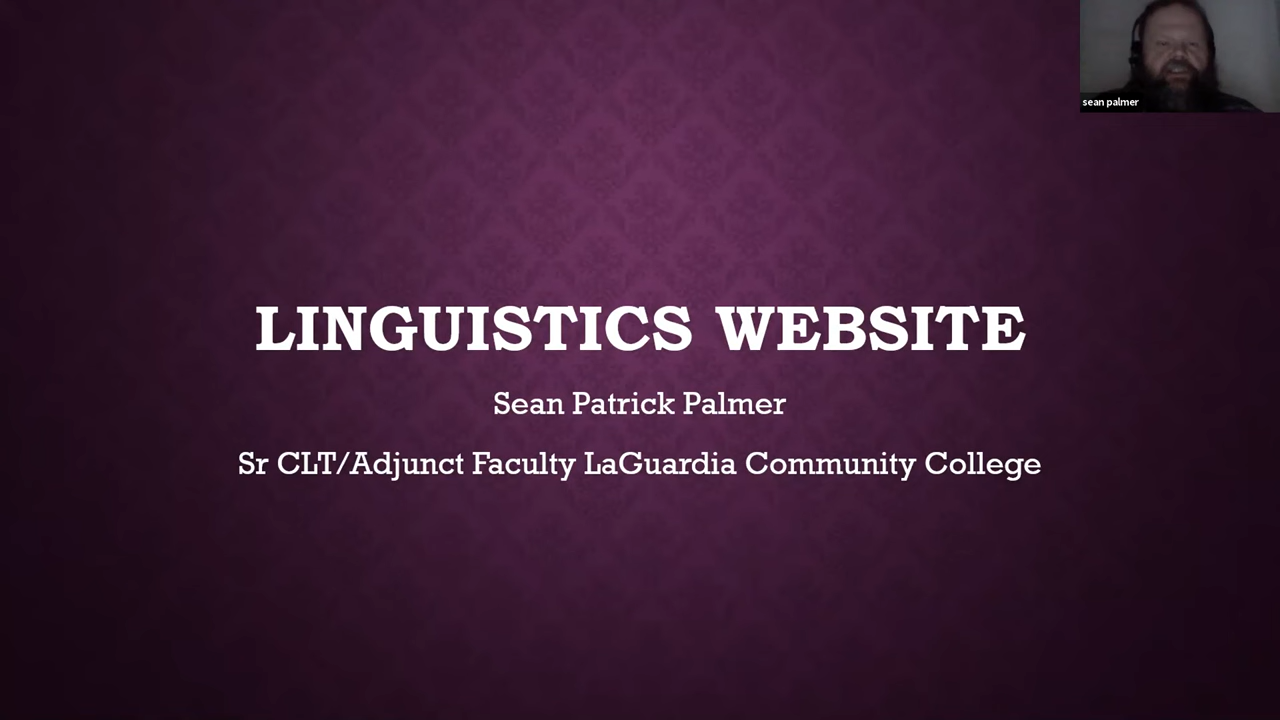 sean palmer
LINGUISTICS WEBSITE
Sean Patrick Palmer
Sr CLT/Adjunct Faculty LaGuardia Community College